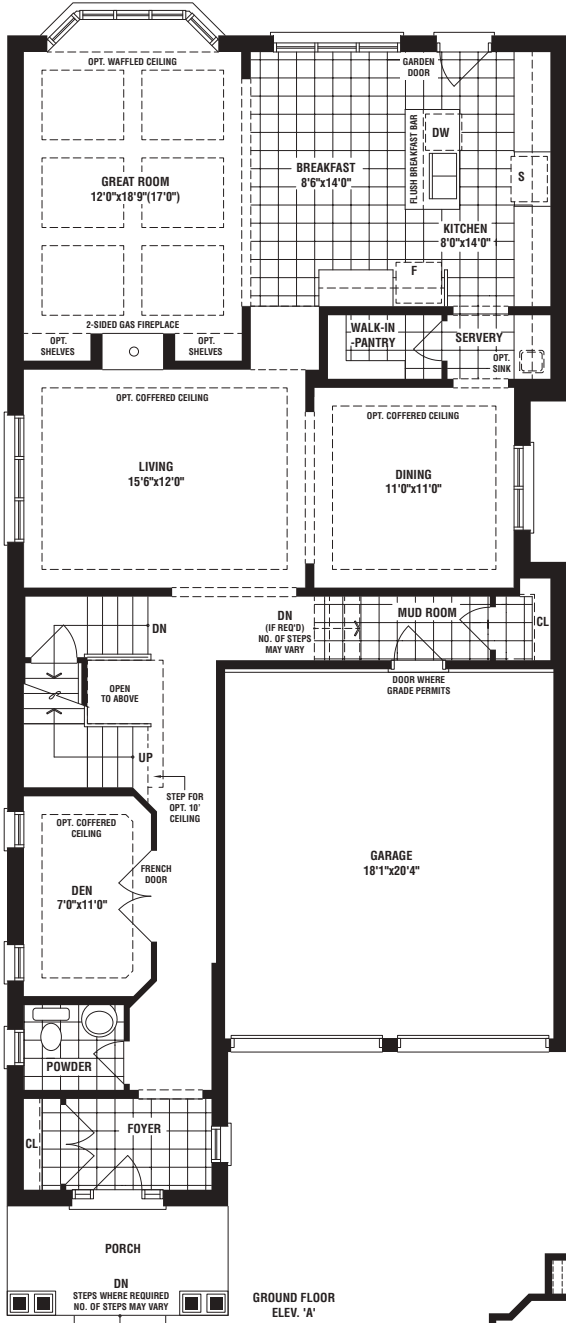 OPT. WAFFLED CEILING
GREAT ROOM
12'0"x18'9"(17'0")
2-SIDED GAS FIREPLACE
OPT.
SHELVES
OPT.
SHELVES
GARDEN
DOOR
BREAKFAST
8'6"x14'0"
FLUSH BREAKFAST BAR
DW
S
KITCHEN
8'0"x14'0"
F
WALK-IN
-PANTRY
SERVERY
OPT.
SINK
OPT. COFFERED CEILING
LIVING
15'6"x12'0"
OPT. COFFERED CEILING
DINING
11'0"x11'0"
DN
OPEN
TO ABOVE
UP
STEP FOR
OPT. 10'
CEILING
DN
(IF REQ'D)
NO. OF STEPS
MAY VARY
MUD ROOM
CL
DOOR WHERE
GRADE PERMITS
OPT. COFFERED
CEILING
DEN
7'0"x11'0"
FRENCH
DOOR
GARAGE
18'1"x20'4"
POWDER
CL
FOYER
PORCH
DN
STEPS WHERE REQUIRED
NO. OF STEPS MAY VARY
GROUND FLOOR
ELEV. 'A'